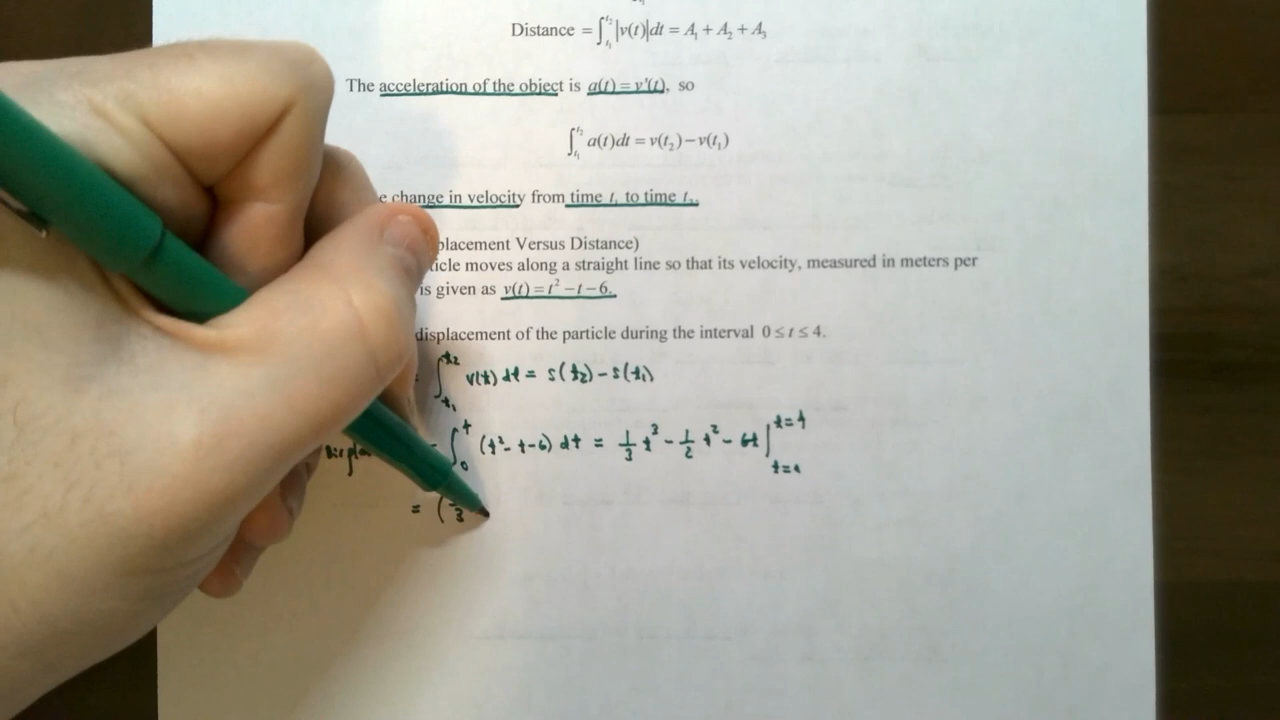 Distance = ∫_{t₁}^{t₂} |v(t)|dt = A₁ + A₂ + A₃
The acceleration of the object is a(t) = v'(t), so
∫_{t₁}^{t₂} a(t)dt = v(t₂) − v(t₁)
change in velocity from time t₁ to time t₂.
placement Versus Distance)
icle moves along a straight line so that its velocity, measured in meters per
is given as v(t) = t² − t − 6.
displacement of the particle during the interval 0 ≤ t ≤ 4.
∫_{t₁}^{t₂} v(t) dt = s(t₂) − s(t₁)
= ∫_0^4 (t² − t − 6) dt = 1/3 t³ − 1/2 t² − 6t |_{t=0}^{t=4}
= (1/3